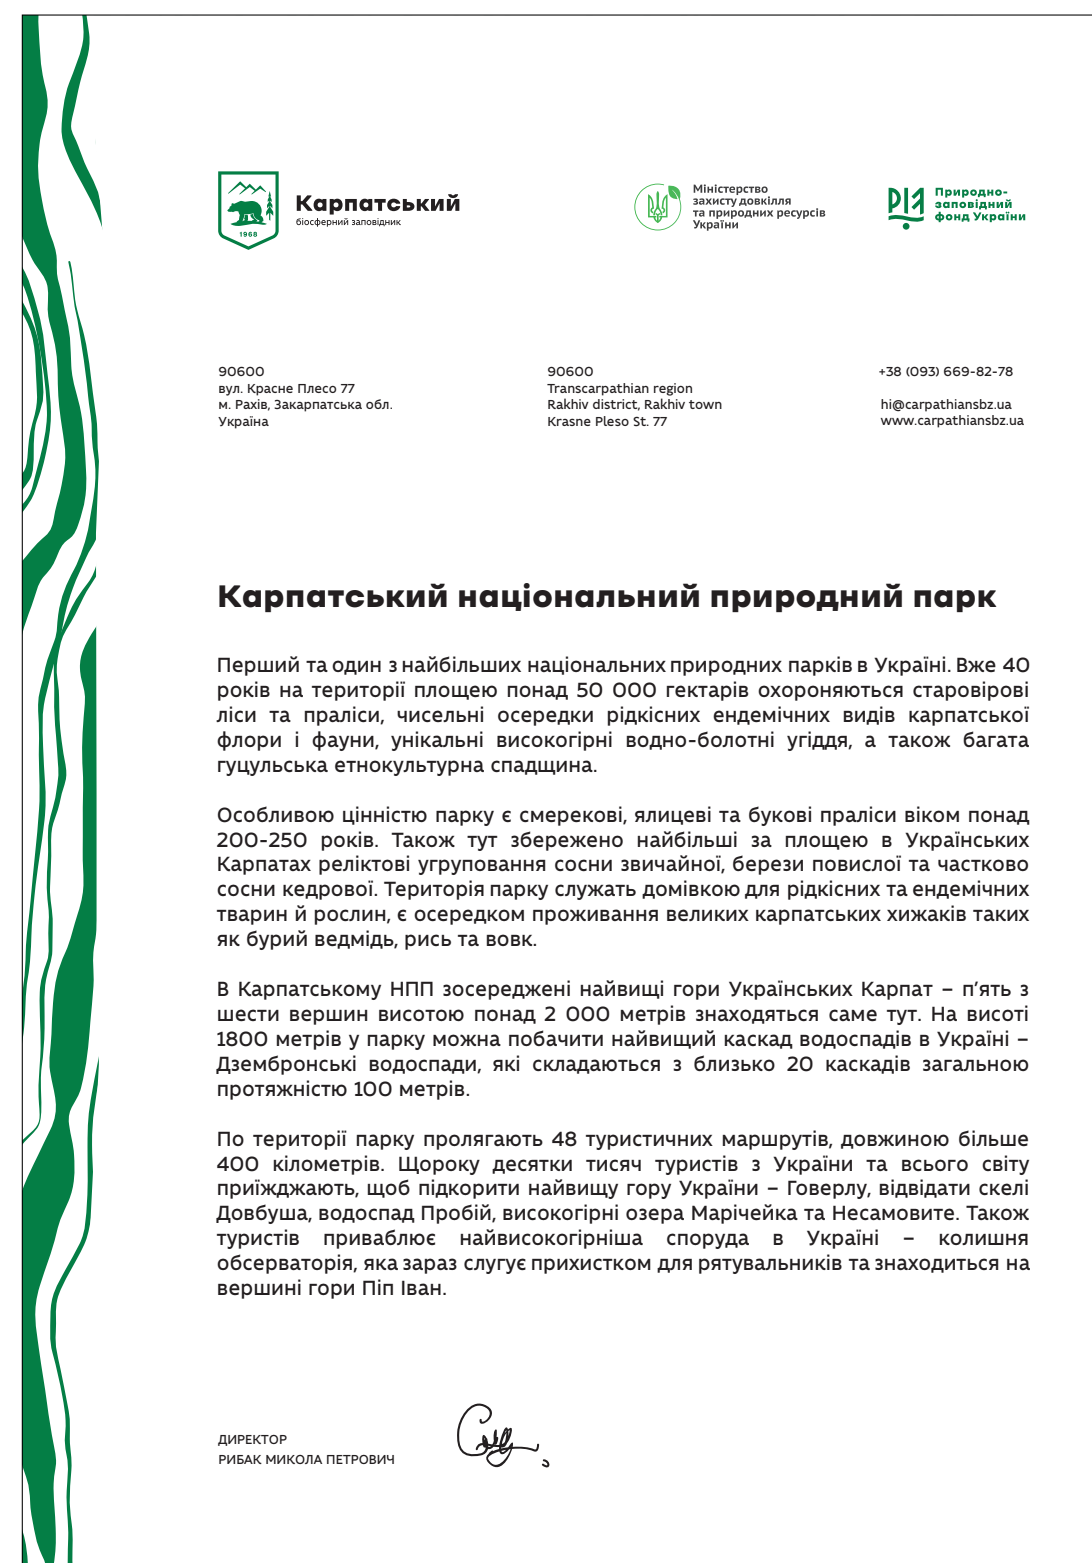 Карпатський
біосферний заповідник
1968
Міністерство
захисту довкілля
та природних ресурсів
України
Природно-
заповідний
фонд України
90600
вул. Красне Плесо 77
м. Рахів, Закарпатська обл.
Україна
90600
Transcarpathian region
Rakhiv district, Rakhiv town
Krasne Pleso St. 77
+38 (093) 669-82-78
hi@carpathiansbz.ua
www.carpathiansbz.ua
Карпатський національний природний парк
Перший та один з найбільших національних природних парків в Україні. Вже 40
років на території площею понад 50 000 гектарів охороняються старовірові
ліси та праліси, чисельні осередки рідкісних ендемічних видів карпатської
флори і фауни, унікальні високогірні водно-болотні угіддя, а також багата
гуцульська етнокультурна спадщина.
Особливою цінністю парку є смерекові, ялицеві та букові праліси віком понад
200-250 років. Також тут збережено найбільші за площею в Українських
Карпатах реліктові угруповання сосни звичайної, берези повислої та частково
сосни кедрової. Територія парку служать домівкою для рідкісних та ендемічних
тварин й рослин, є осередком проживання великих карпатських хижаків таких
як бурий ведмідь, рись та вовк.
В Карпатському НПП зосереджені найвищі гори Українських Карпат – п’ять з
шести вершин висотою понад 2 000 метрів знаходяться саме тут. На висоті
1800 метрів у парку можна побачити найвищий каскад водоспадів в Україні –
Дземброньські водоспади, які складаються з близько 20 каскадів загальною
протяжністю 100 метрів.
По території парку пролягають 48 туристичних маршрутів, довжиною більше
400 кілометрів. Щороку десятки тисяч туристів з України та всього світу
приїжджають, щоб підкорити найвищу гору України – Говерлу, відвідати скелі
Довбуша, водоспад Пробій, високогірні озера Марічейка та Несамовите. Також
туристів приваблює найвисокогірніша споруда в Україні – колишня
обсерваторія, яка зараз слугує прихистком для рятувальників та знаходиться на
вершині гори Піп Іван.
ДИРЕКТОР
РИБАК МИКОЛА ПЕТРОВИЧ